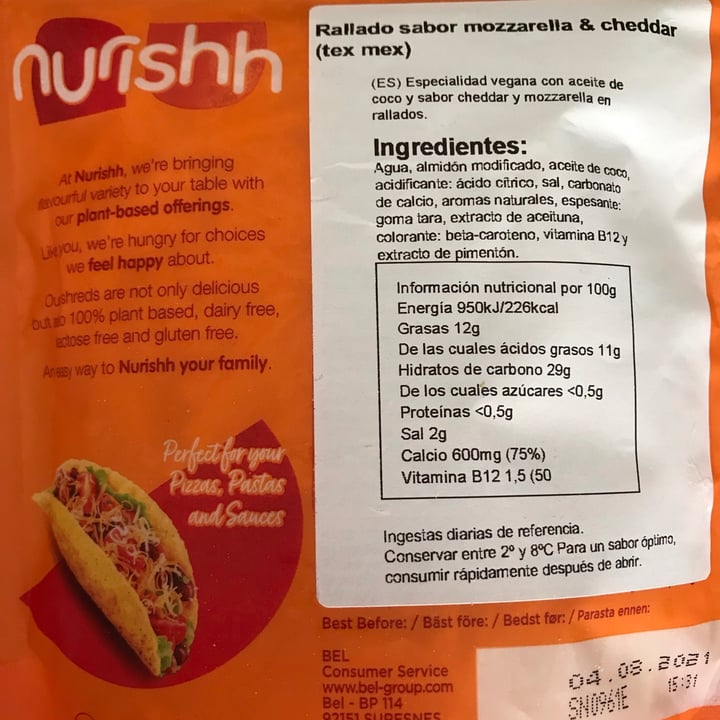 nurishh
At Nurishh, we're bringing
flavourful variety to your table with
our plant-based offerings.
Like you, we're hungry for choices
we feel happy about.
Our shreds are not only delicious
but also 100% plant based, dairy free,
lactose free and gluten free.
An easy way to Nurishh your family.
Perfect for your
Pizzas, Pastas
and Sauces
Rallado sabor mozzarella & cheddar
(tex mex)
(ES) Especialidad vegana con aceite de
coco y sabor cheddar y mozzarella en
rallados.
Ingredientes:
Agua, almidón modificado, aceite de coco,
acidificante: ácido cítrico, sal, carbonato
de calcio, aromas naturales, espesante:
goma tara, extracto de aceituna,
colorante: beta-caroteno, vitamina B12 y
extracto de pimentón.
Información nutricional por 100g
Energía 950kJ/226kcal
Grasas 12g
De las cuales ácidos grasos 11g
Hidratos de carbono 29g
De los cuales azúcares <0,5g
Proteínas <0,5g
Sal 2g
Calcio 600mg (75%)
Vitamina B12 1,5 (50
Ingestas diarias de referencia.
Conservar entre 2º y 8ºC Para un sabor óptimo,
consumir rápidamente después de abrir.
Best Before: / Bäst före: / Bedst før: / Parasta ennen:
BEL
Consumer Service
www.bel-group.com
Bel - BP 114
92151 SURESNES
04.08.2021
SN0961E 15:31